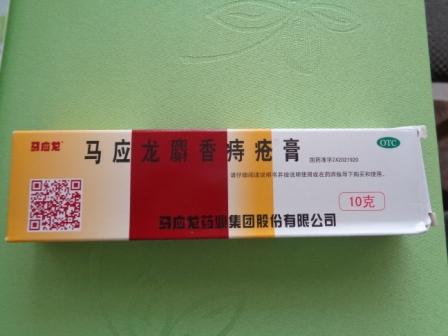 马应龙
马应龙麝香痔疮膏
OTC
国药准字Z42021920
请仔细阅读说明书并按说明使用或在药师指导下购买和使用。
10克
马应龙药业集团股份有限公司